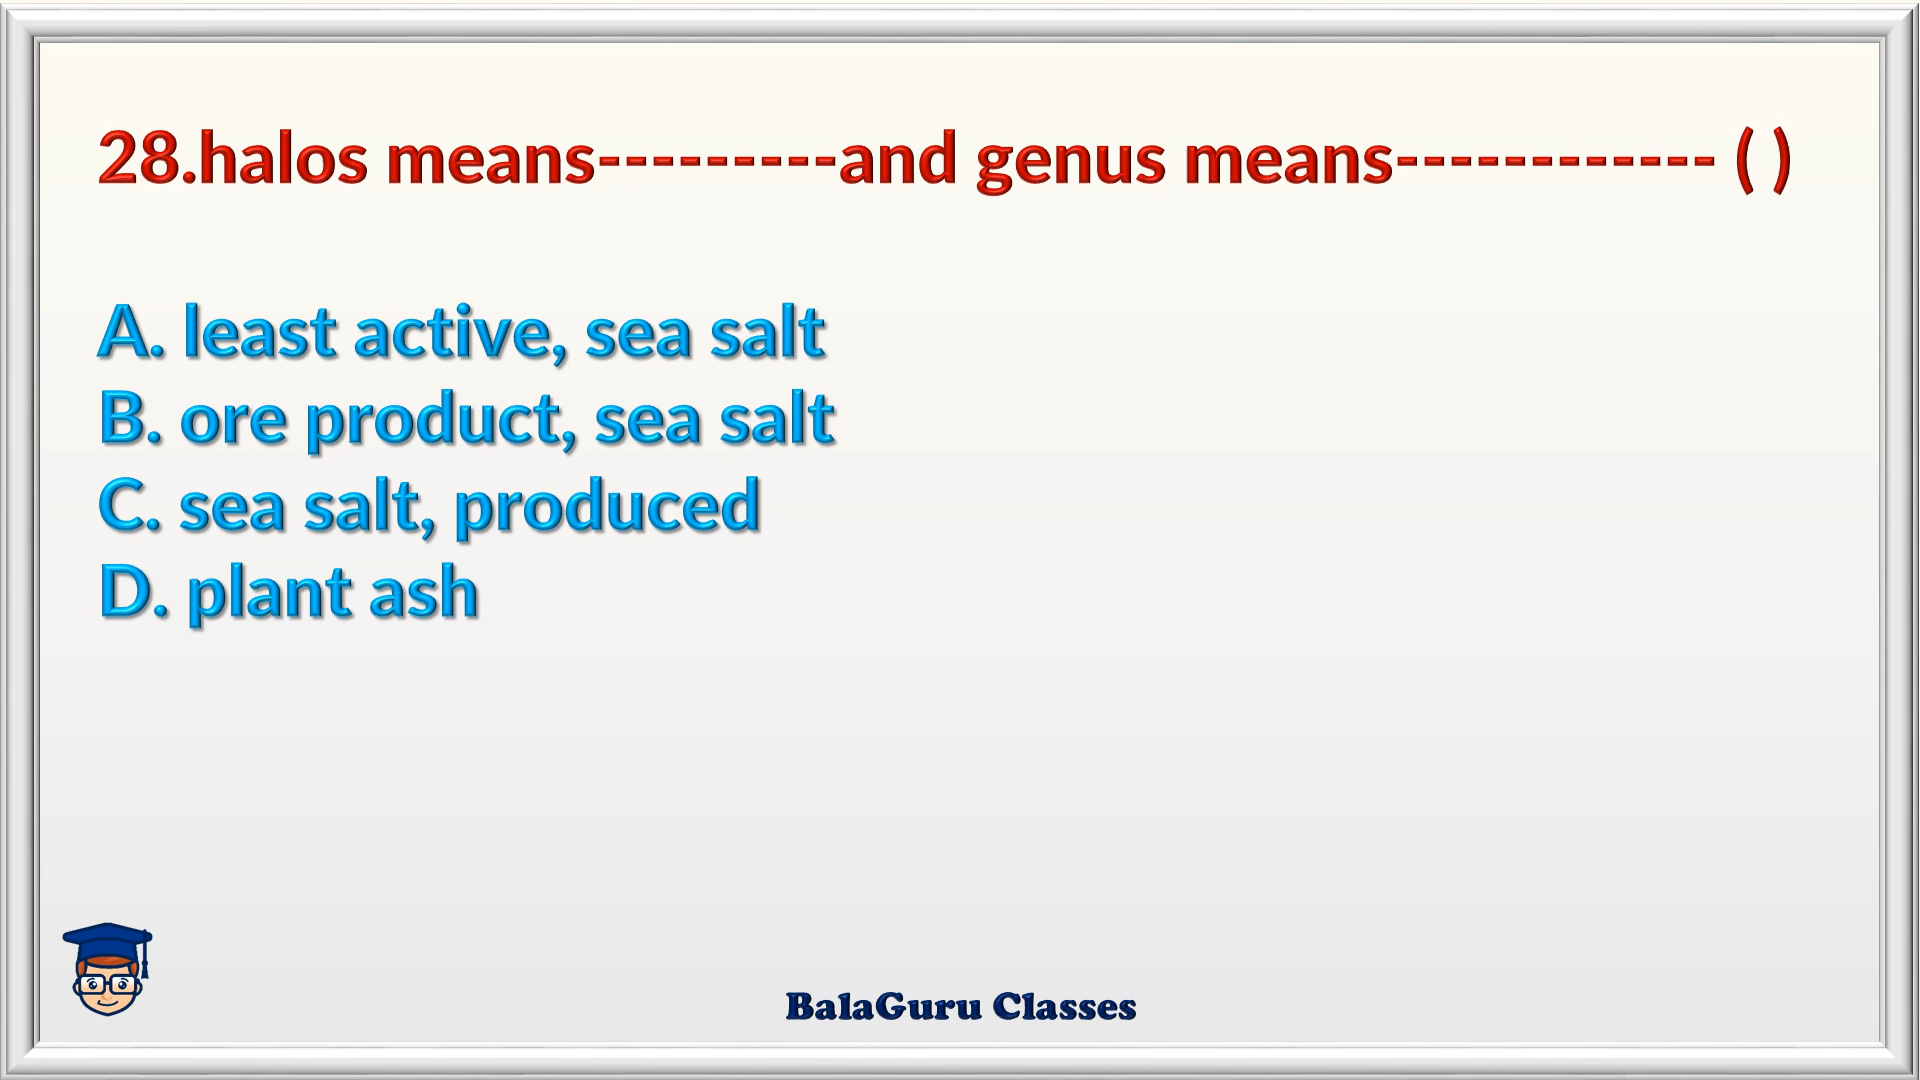 28.halos means---------and genus means------------ ( )
A. least active, sea salt
B. ore product, sea salt
C. sea salt, produced
D. plant ash
BalaGuru Classes